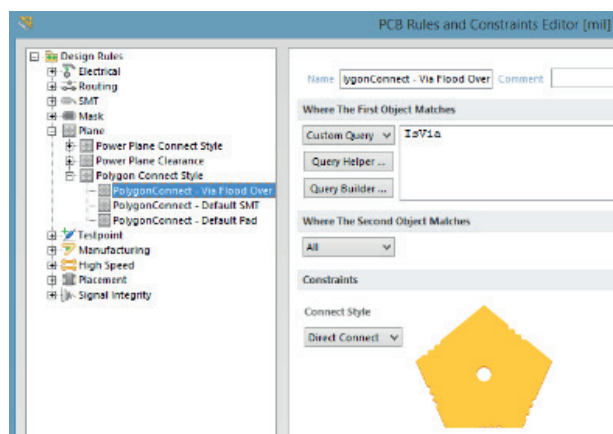 PCB Rules and Constraints Editor [mil]
Design Rules
Electrical
Routing
SMT
Mask
Plane
Power Plane Connect Style
Power Plane Clearance
Polygon Connect Style
PolygonConnect - Via Flood Over
PolygonConnect - Default SMT
PolygonConnect - Default Pad
Testpoint
Manufacturing
High Speed
Placement
Signal Integrity
Name lygonConnect - Via Flood Over Comment
Where The First Object Matches
Custom Query IsVia
Query Helper ...
Query Builder ...
Where The Second Object Matches
All
Constraints
Connect Style
Direct Connect